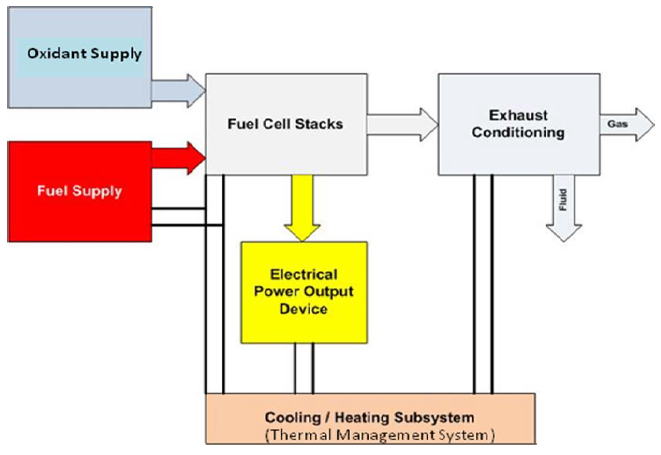 Oxidant Supply
Fuel Cell Stacks
Exhaust
Conditioning
Gas
Fuel Supply
Fluid
Electrical
Power Output
Device
Cooling / Heating Subsystem
(Thermal Management System)